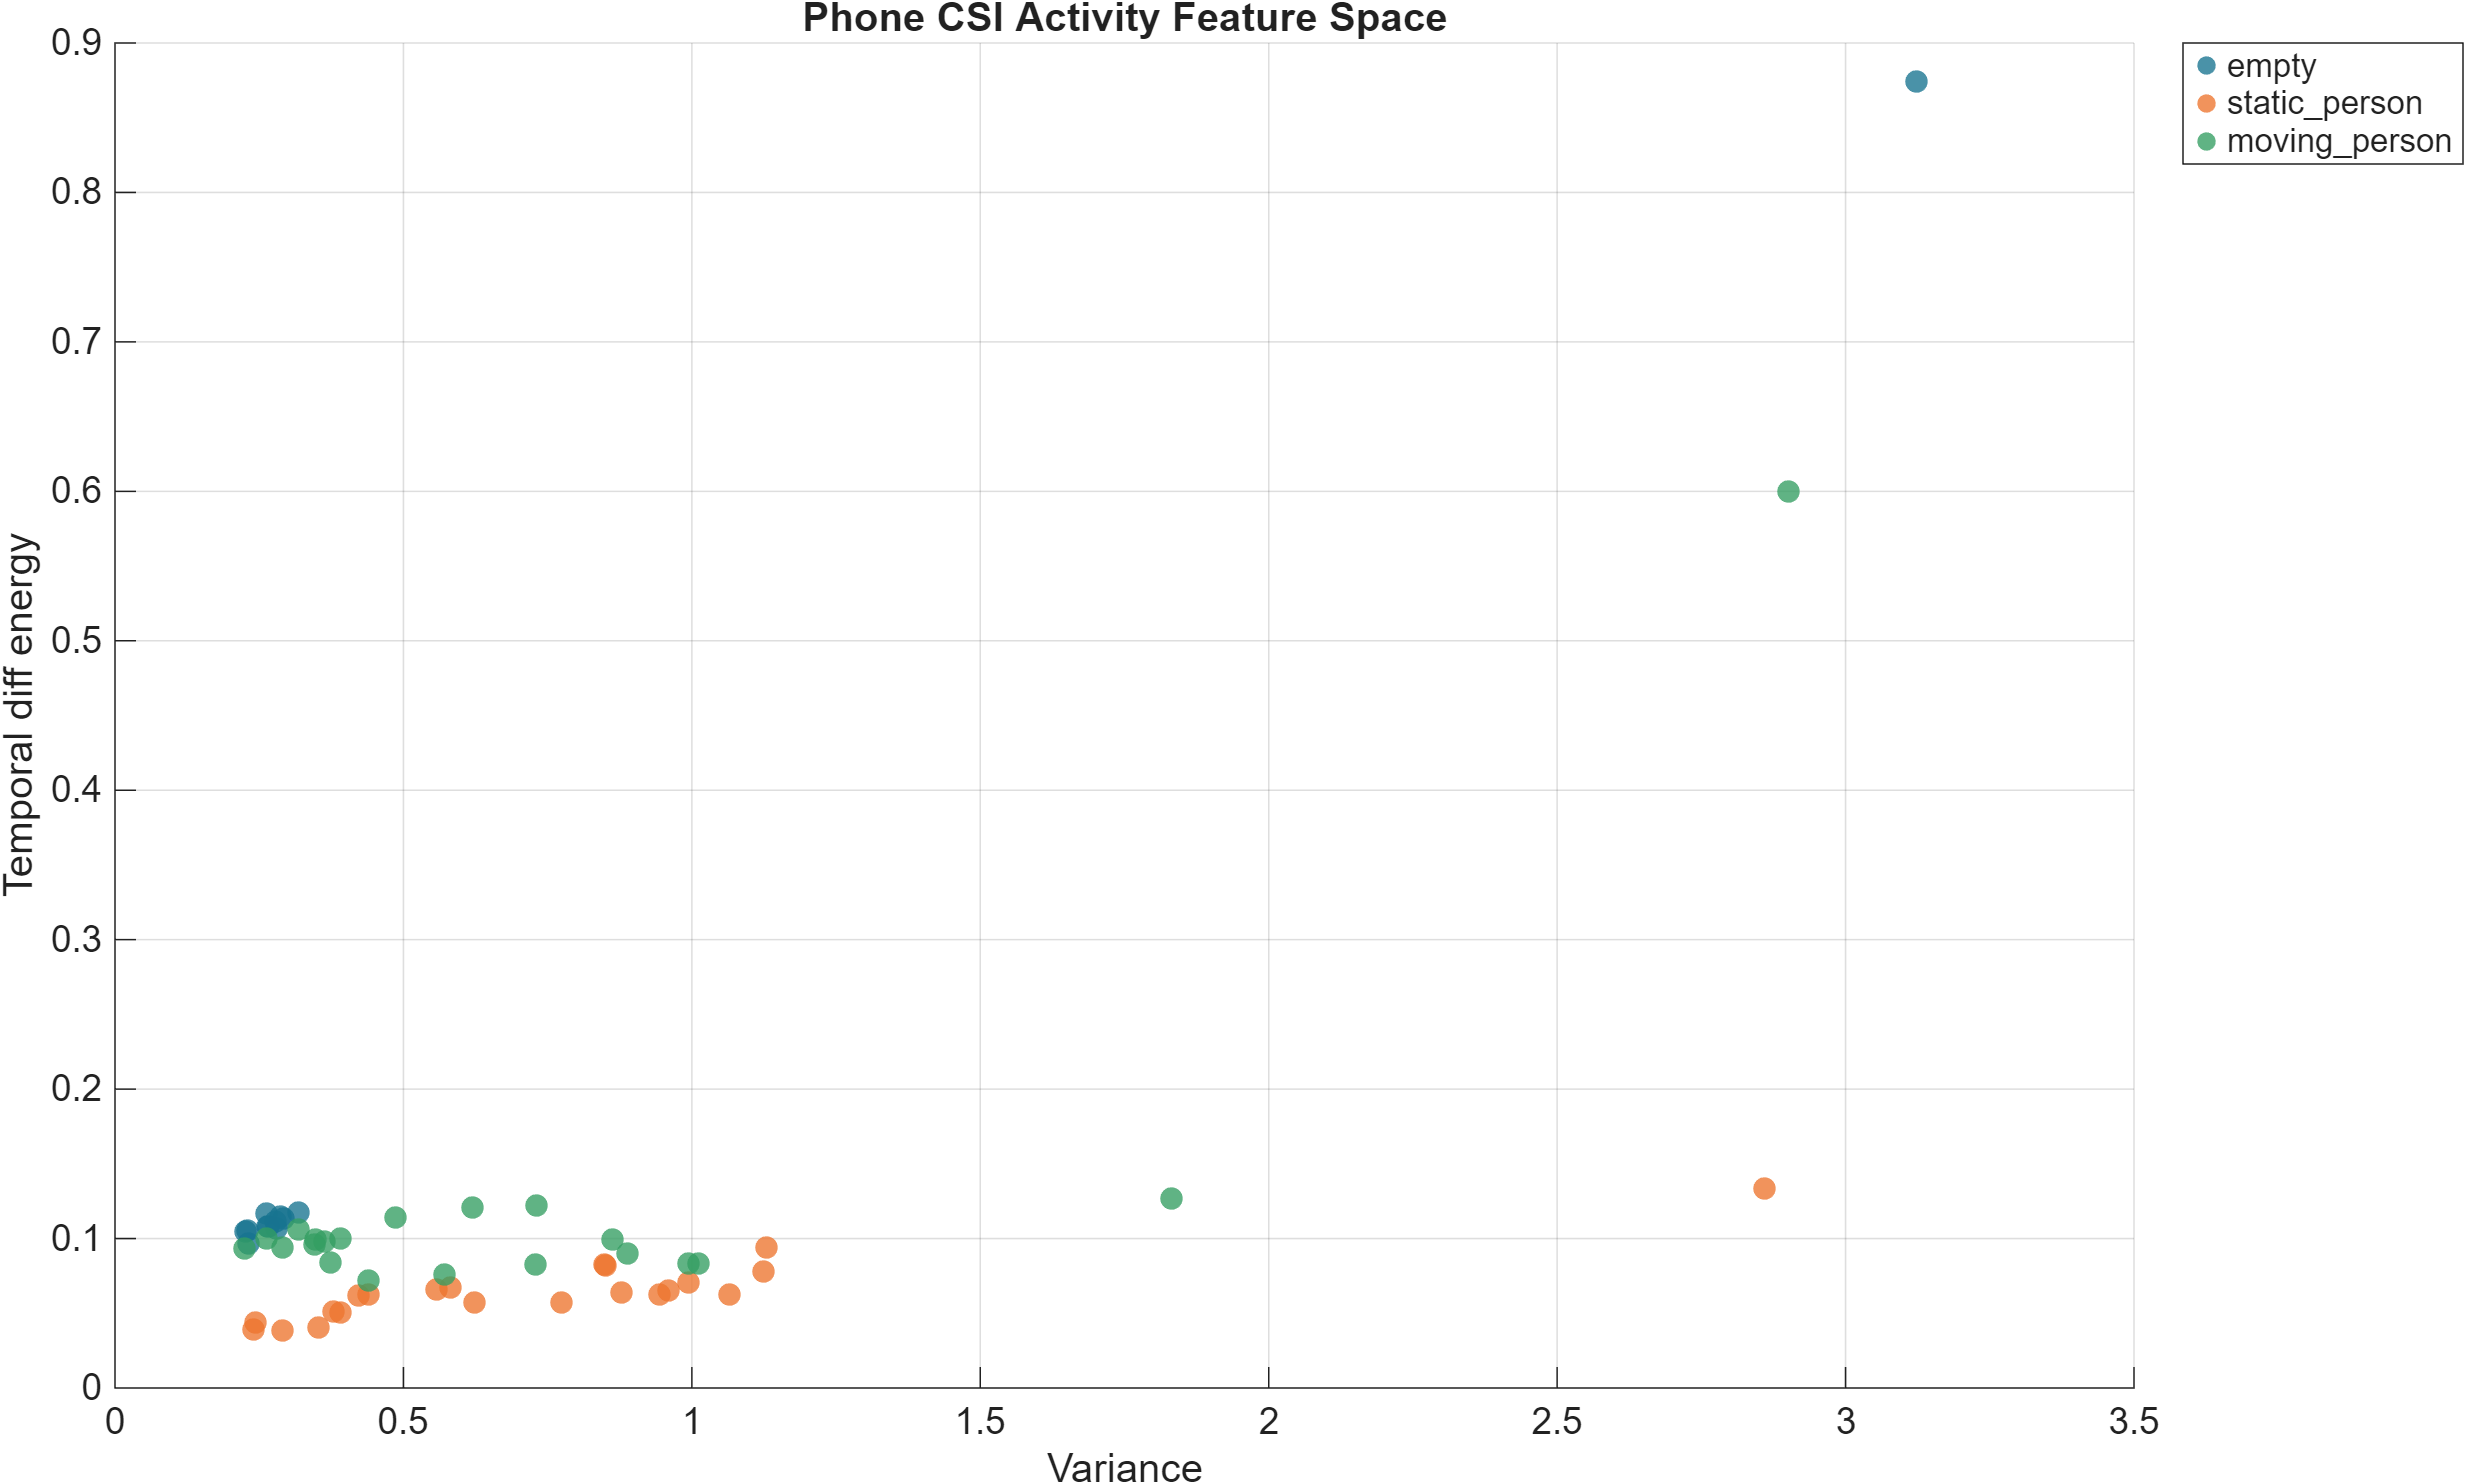 Phone CSI Activity Feature Space
empty
static_person
moving_person
Temporal diff energy
0.9
0.8
0.7
0.6
0.5
0.4
0.3
0.2
0.1
0
0 0.5 1 1.5 2 2.5 3 3.5
Variance